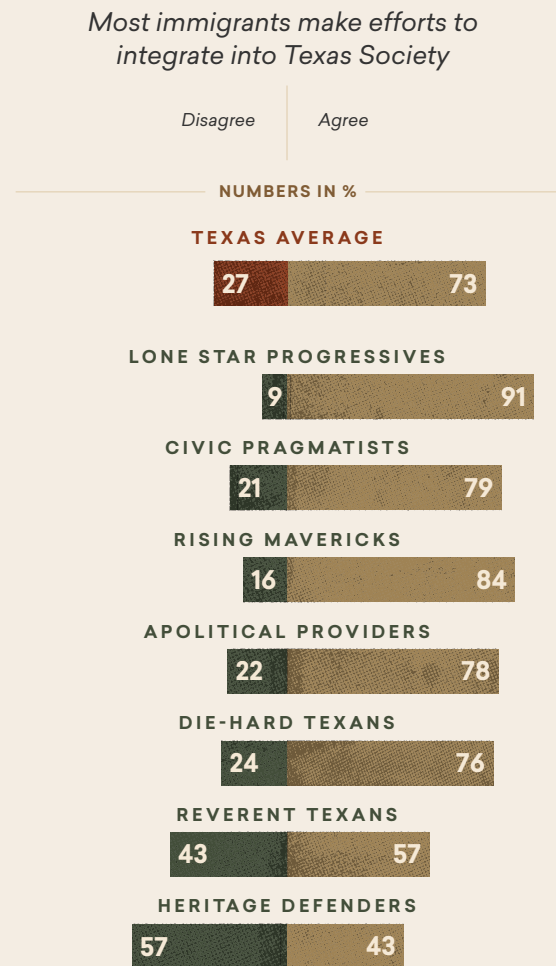 Most immigrants make efforts to
integrate into Texas Society
Disagree Agree
NUMBERS IN %
TEXAS AVERAGE
27 73
LONE STAR PROGRESSIVES
9 91
CIVIC PRAGMATISTS
21 79
RISING MAVERICKS
16 84
APOLITICAL PROVIDERS
22 78
DIE-HARD TEXANS
24 76
REVERENT TEXANS
43 57
HERITAGE DEFENDERS
57 43